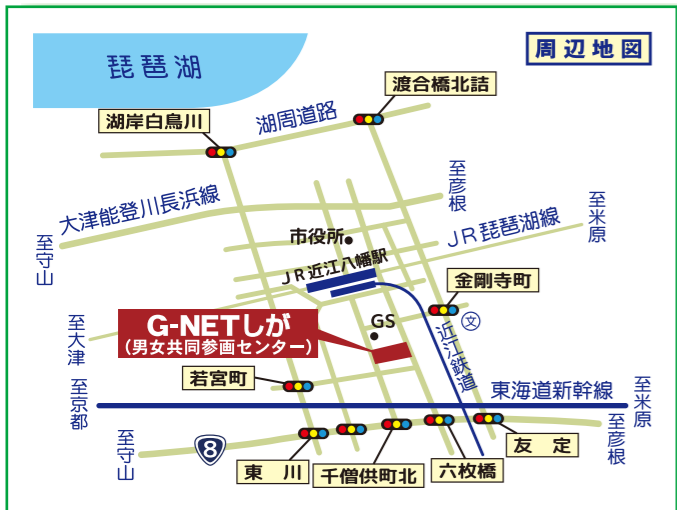 周辺地図
琵琶湖
渡合橋北詰
湖岸白鳥川
湖周道路
至彦根
至米原
大津能登川長浜線
JR琵琶湖線
至守山
市役所
JR近江八幡駅
金剛寺町
文
至大津
G-NETしが
(男女共同参画センター)
GS
近江鉄道
若宮町
東海道新幹線
至京都
至米原
至彦根
至守山
8
東 川
千僧供町北
六枚橋
友 定